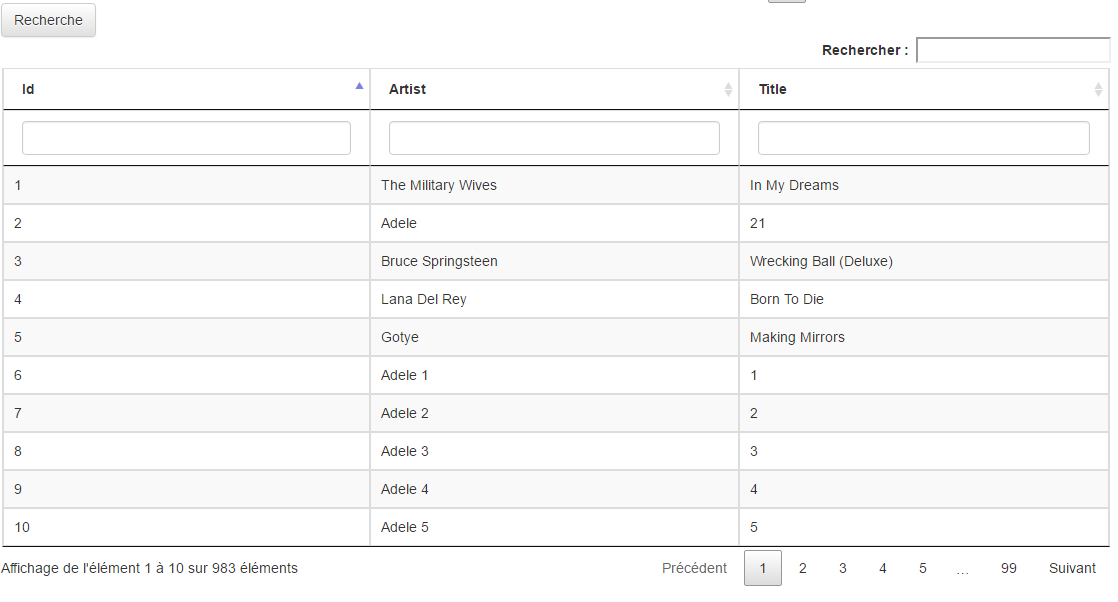 Recherche
Rechercher :
Id Artist Title
1 The Military Wives In My Dreams
2 Adele 21
3 Bruce Springsteen Wrecking Ball (Deluxe)
4 Lana Del Rey Born To Die
5 Gotye Making Mirrors
6 Adele 1 1
7 Adele 2 2
8 Adele 3 3
9 Adele 4 4
10 Adele 5 5
Affichage de l'élément 1 à 10 sur 983 éléments Précédent 1 2 3 4 5 … 99 Suivant